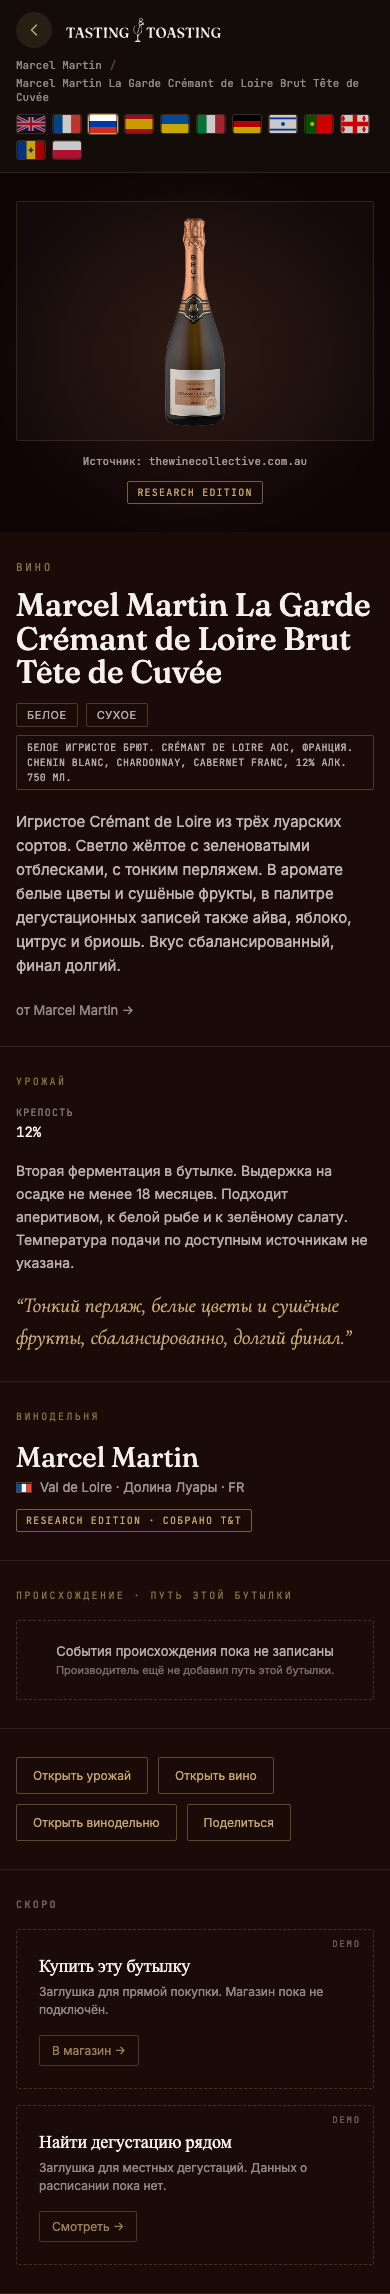 TASTING TOASTING
Marcel Martin /
Marcel Martin La Garde Crémant de Loire Brut Tête de
Cuvée
BRUT
Источник: thewinecollective.com.au
RESEARCH EDITION
ВИНО
Marcel Martin La Garde
Crémant de Loire Brut
Tête de Cuvée
БЕЛОЕ
СУХОЕ
БЕЛОЕ ИГРИСТОЕ БРЮТ. CRÉMANT DE LOIRE AOC, ФРАНЦИЯ.
CHENIN BLANC, CHARDONNAY, CABERNET FRANC, 12% АЛК.
750 МЛ.
Игристое Crémant de Loire из трёх луарских
сортов. Светло жёлтое с зеленоватыми
отблесками, с тонким перляжем. В аромате
белые цветы и сушёные фрукты, в палитре
дегустационных записей также айва, яблоко,
цитрус и бриошь. Вкус сбалансированный,
финал долгий.
от Marcel Martin →
УРОЖАЙ
КРЕПОСТЬ
12%
Вторая ферментация в бутылке. Выдержка на
осадке не менее 18 месяцев. Подходит
аперитивом, к белой рыбе и к зелёному салату.
Температура подачи по доступным источникам не
указана.
“Тонкий перляж, белые цветы и сушёные
фрукты, сбалансированно, долгий финал.”
ВИНОДЕЛЬНЯ
Marcel Martin
Val de Loire · Долина Луары · FR
RESEARCH EDITION · СОБРАНО T&T
ПРОИСХОЖДЕНИЕ · ПУТЬ ЭТОЙ БУТЫЛКИ
События происхождения пока не записаны
Производитель ещё не добавил путь этой бутылки.
Открыть урожай
Открыть вино
Открыть винодельню
Поделиться
СКОРО
DEMO
Купить эту бутылку
Заглушка для прямой покупки. Магазин пока не
подключён.
В магазин →
DEMO
Найти дегустацию рядом
Заглушка для местных дегустаций. Данных о
расписании пока нет.
Смотреть →